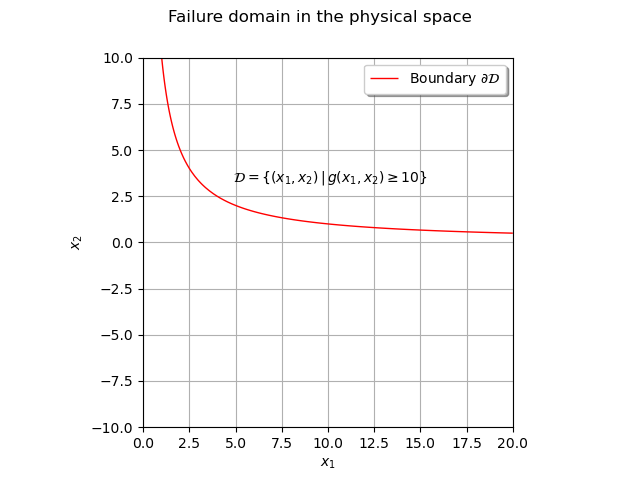 Failure domain in the physical space
10.0
7.5
5.0
2.5
0.0
−2.5
−5.0
−7.5
−10.0
x₂
Boundary ∂𝒟
𝒟 = {(x₁, x₂) | g(x₁, x₂) ≥ 10}
0.0 2.5 5.0 7.5 10.0 12.5 15.0 17.5 20.0
x₁